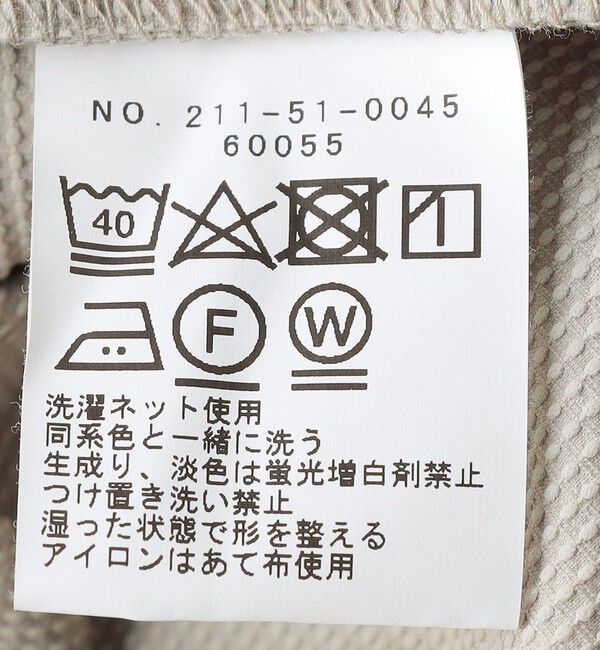 NO. 211-51-0045
60055
40
F W
洗濯ネット使用
同系色と一緒に洗う
生成り、淡色は蛍光増白剤禁止
つけ置き洗い禁止
湿った状態で形を整える
アイロンはあて布使用